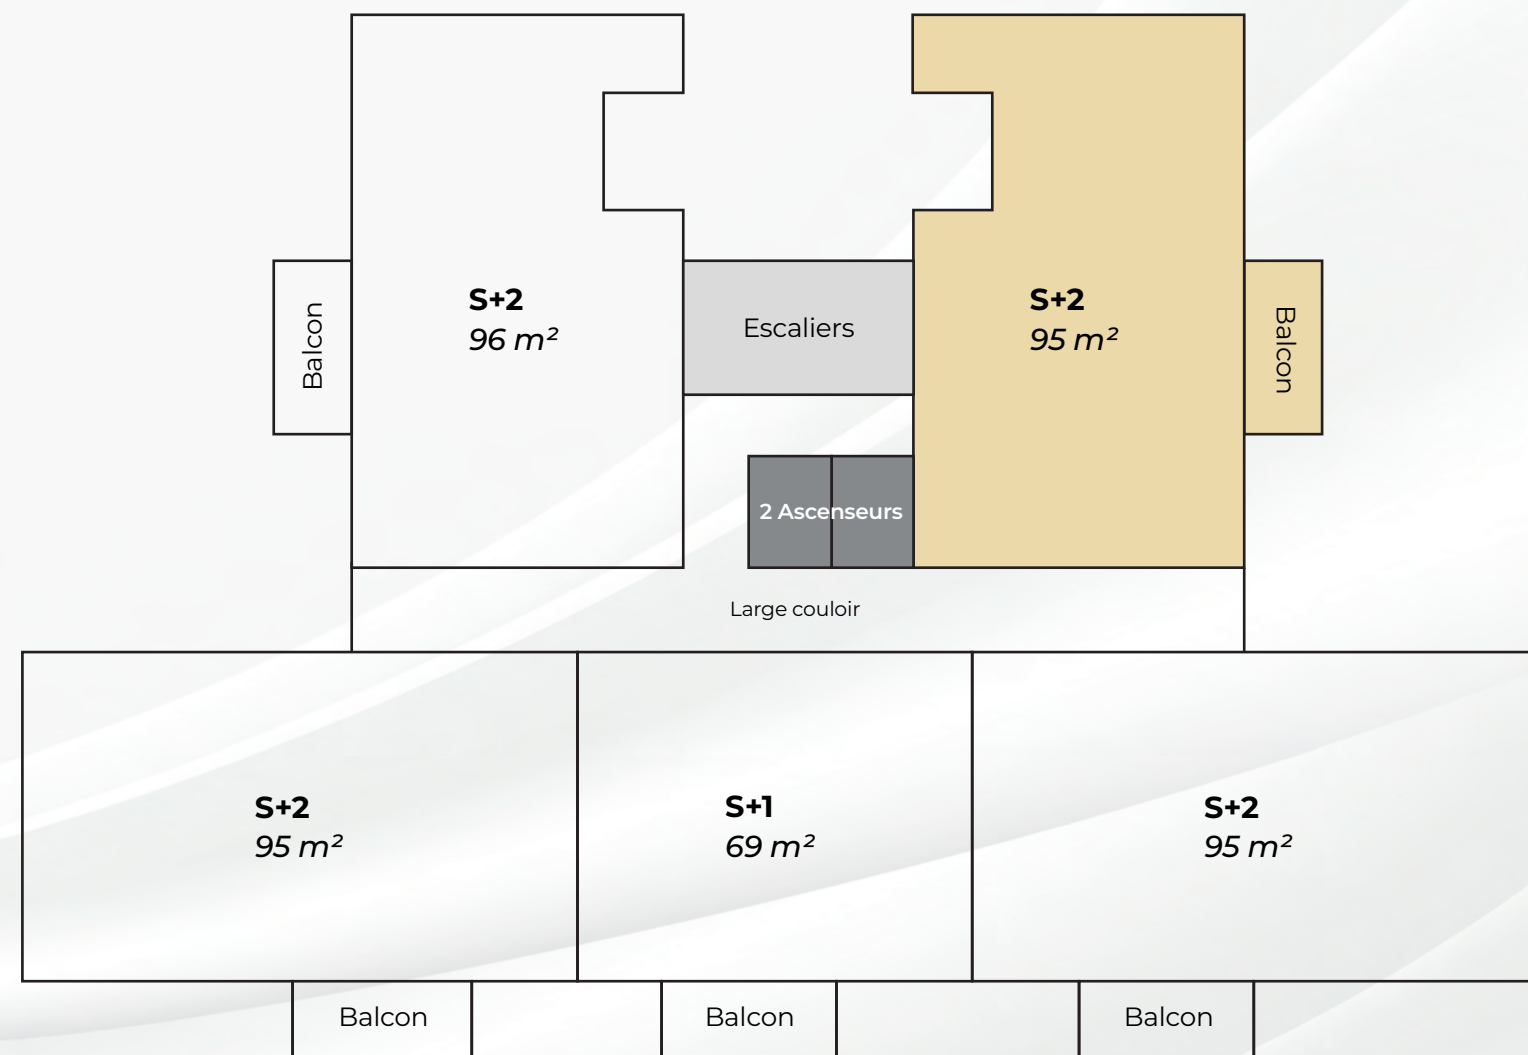 S+2
96 m²
Balcon
Escaliers
S+2
95 m²
Balcon
2 Ascenseurs
Large couloir
S+2
95 m²
S+1
69 m²
S+2
95 m²
Balcon
Balcon
Balcon